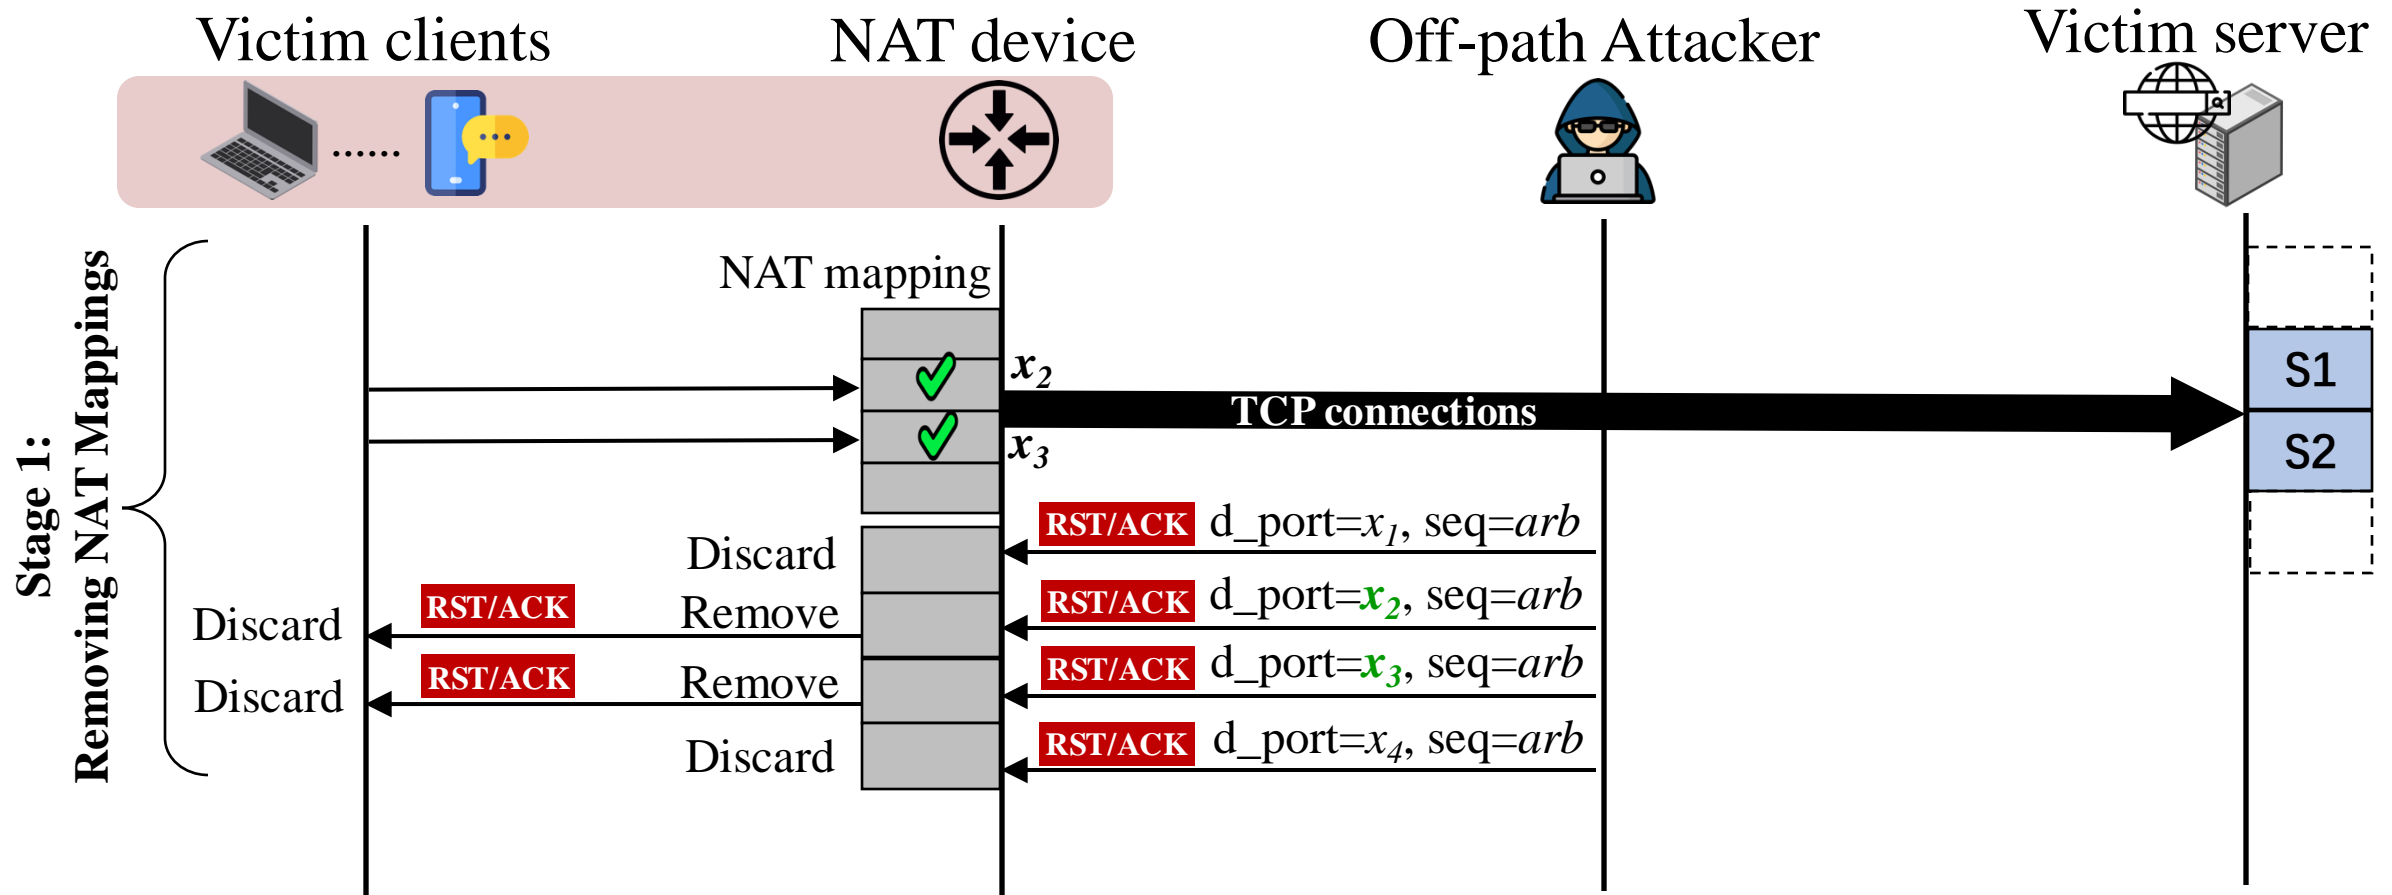 Victim clients
NAT device
Off-path Attacker
Victim server
Stage 1:
Removing NAT Mappings
NAT mapping
x2
x3
TCP connections
S1
S2
RST/ACK d_port=x1, seq=arb
Discard
RST/ACK d_port=x2, seq=arb
Remove
RST/ACK
Discard
RST/ACK d_port=x3, seq=arb
Remove
RST/ACK
Discard
RST/ACK d_port=x4, seq=arb
Discard